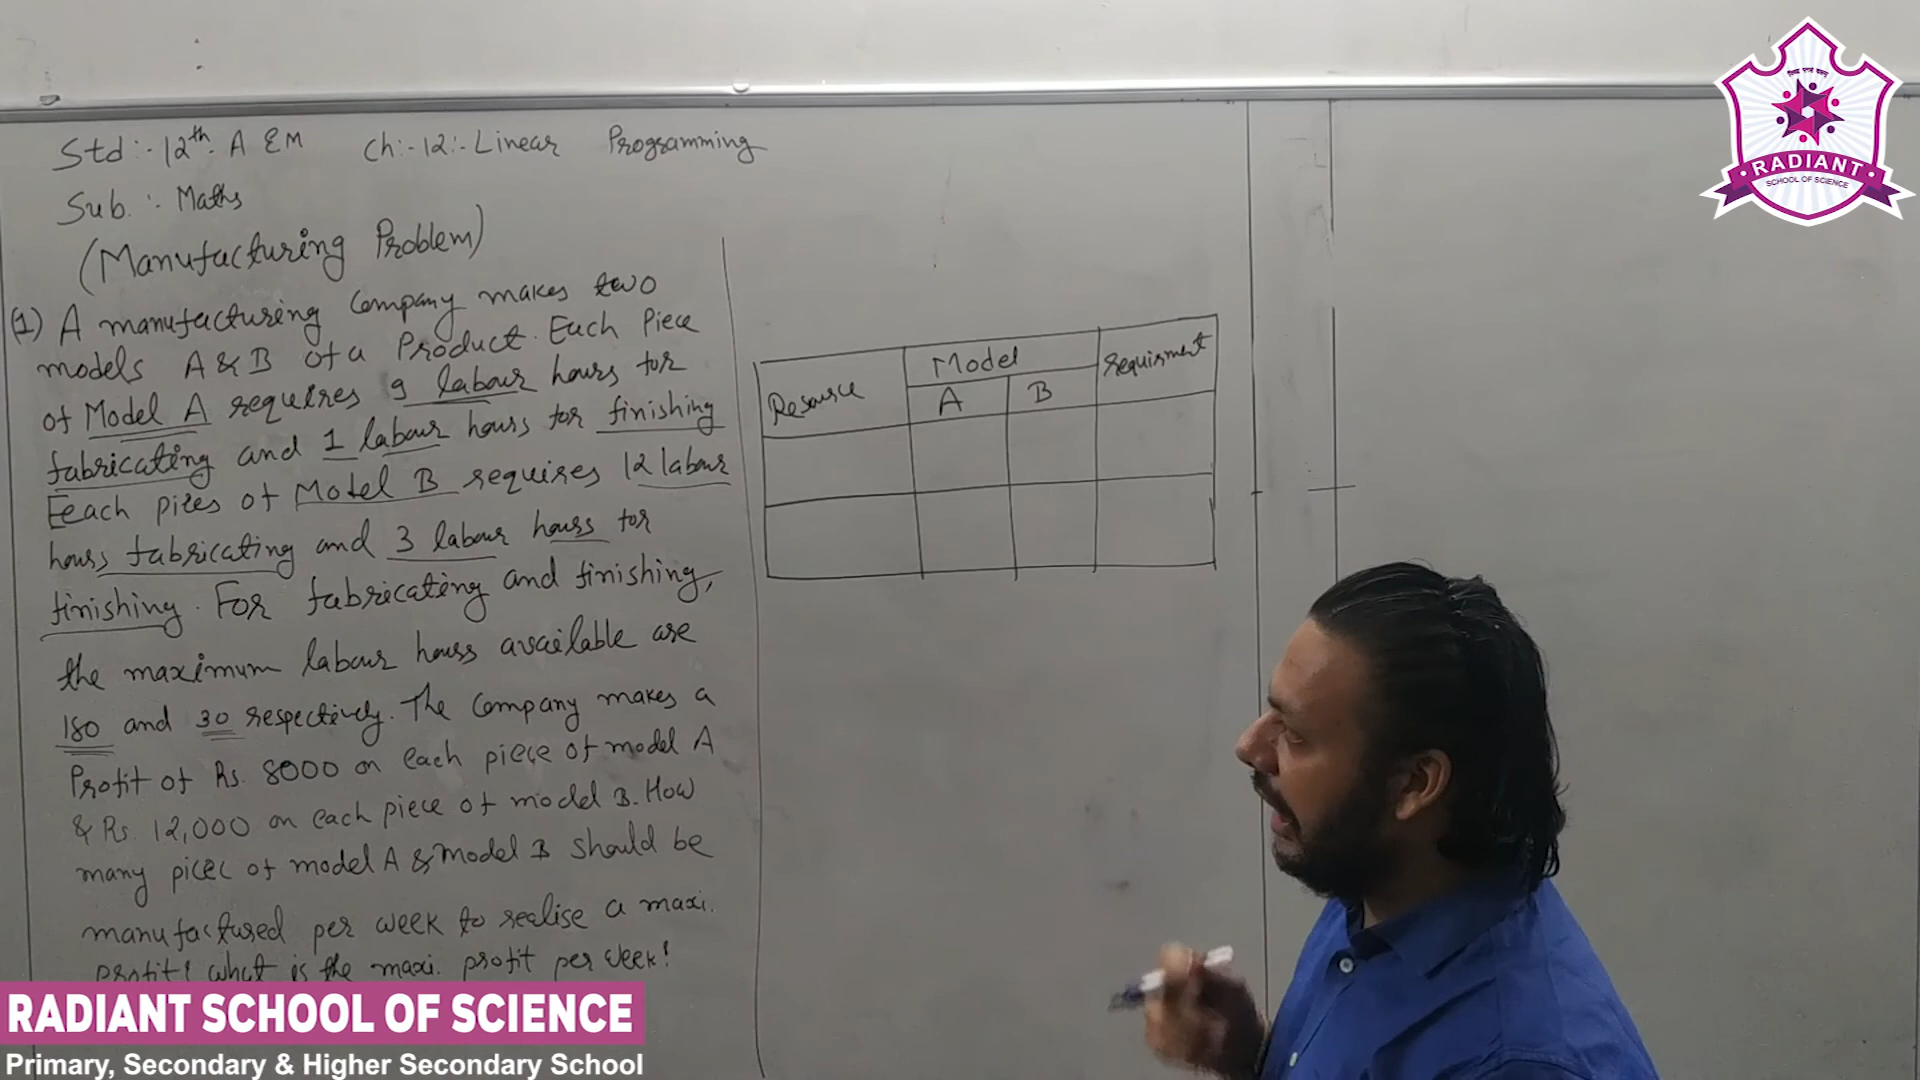 Std :- 12th A EM Ch :- 12 :- Linear Programming
Sub. :- Maths
(Manufacturing Problem)
(1) A manufacturing Company makes two
models A & B of a Product. Each Piece
of Model A requires 9 labour hours for
fabricating and 1 labour hours for finishing
Eeach pices of Motel B requires 12 labour
hours fabricating and 3 labour hours for
finishing. For fabricating and finishing,
the maximum labour hours available are
180 and 30 respectively. The Company makes a
Profit of Rs. 8000 on each piece of model A
& Rs. 12,000 on each piece of model B. How
many picec of model A & Model B should be
manufactured per week to realise a maxi.
profit? what is the maxi. profit per week?
Resource Model requirment
A B
RADIANT
SCHOOL OF SCIENCE
RADIANT SCHOOL OF SCIENCE
Primary, Secondary & Higher Secondary School